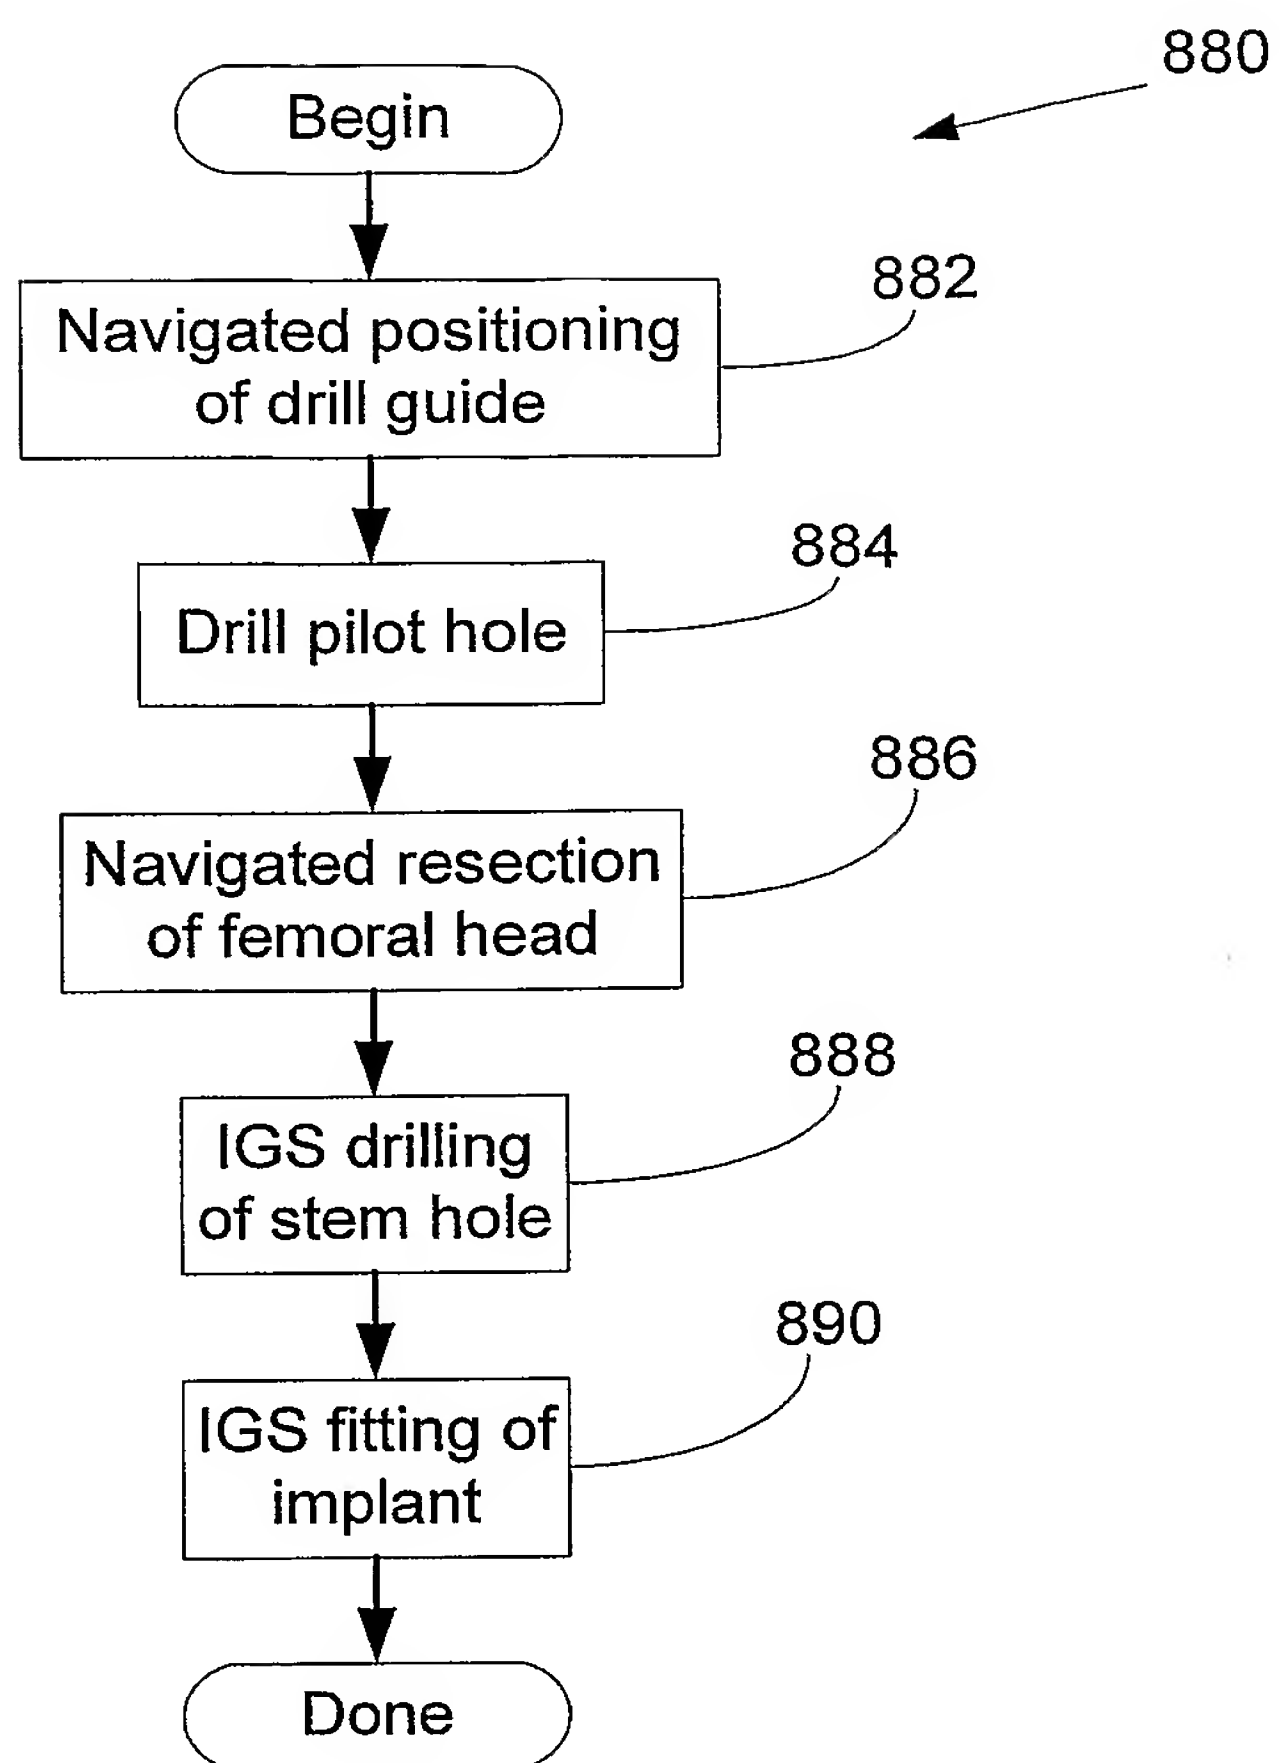 880
Begin
882
Navigated positioning
of drill guide
884
Drill pilot hole
886
Navigated resection
of femoral head
888
IGS drilling
of stem hole
890
IGS fitting of
implant
Done